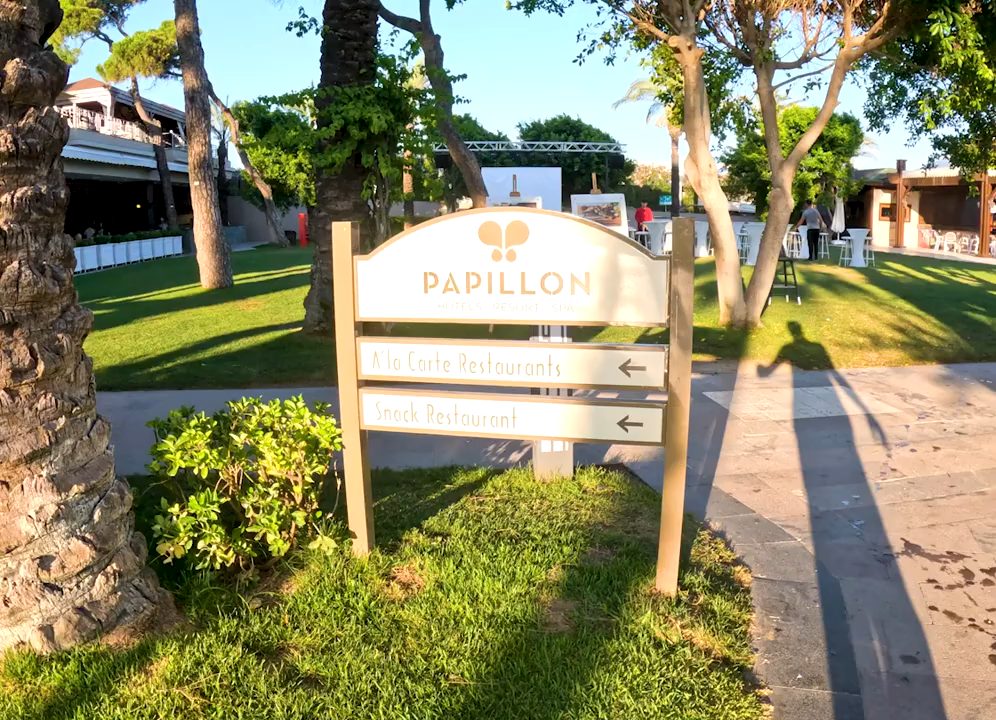 PAPILLON
HOTELS RESORT SPA
A'la Carte Restaurants ←
Snack Restaurant ←